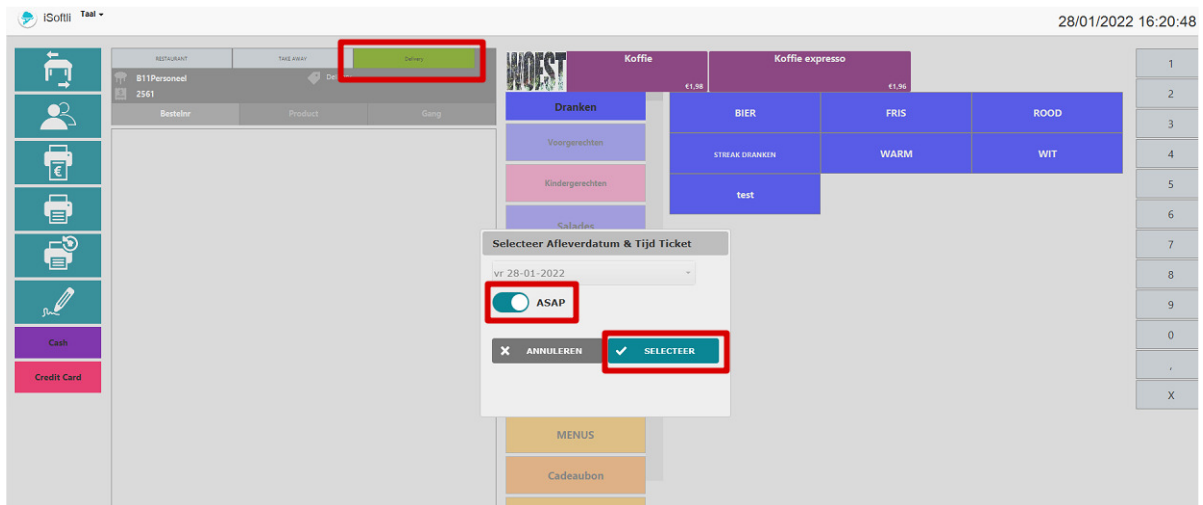 iSoftli Taal
28/01/2022 16:20:48
RESTAURANT
TAKE AWAY
Delivery
B11Personeel
2561
Bestelnr
Product
Gang
Cash
Credit Card
WOEST
Koffie
€1,98
Koffie expresso
€1,96
Dranken
Voorgerechten
Kindergerechten
Salades
MENUS
Cadeaubon
BIER
FRIS
ROOD
STREAK DRANKEN
WARM
WIT
test
Selecteer Afleverdatum & Tijd Ticket
vr 28-01-2022
ASAP
X ANNULEREN
SELECTEER
1
2
3
4
5
6
7
8
9
0
,
X